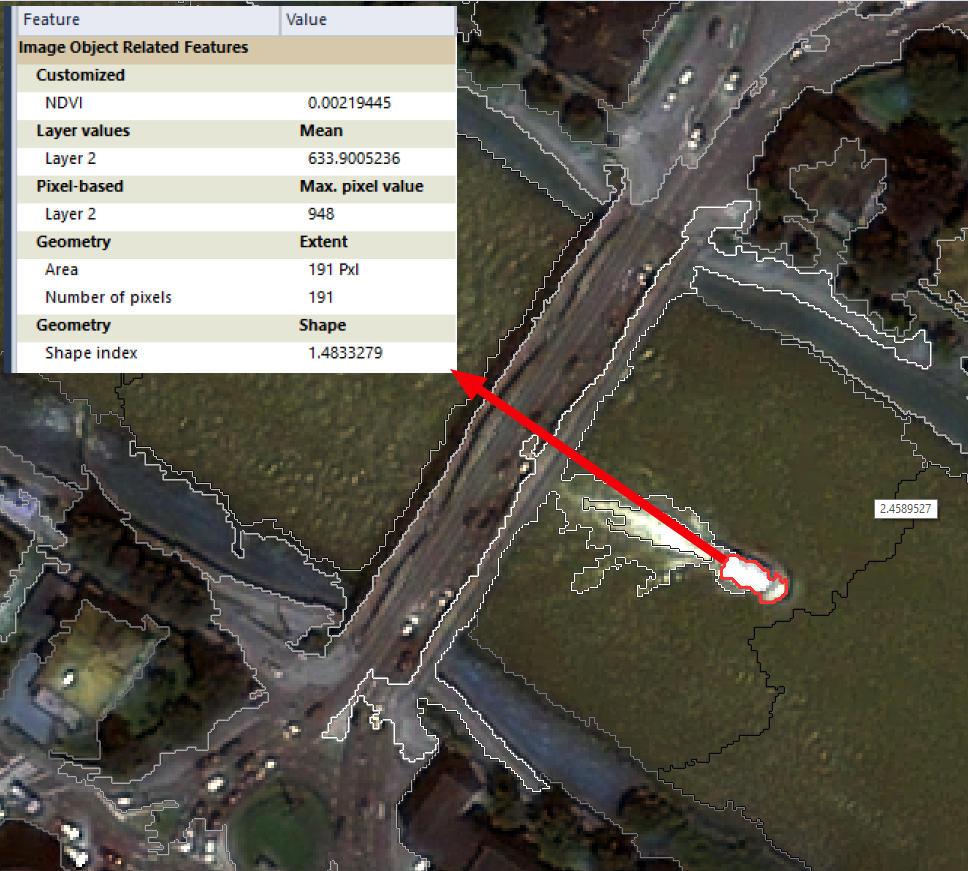 Feature Value
Image Object Related Features
Customized
NDVI 0.00219445
Layer values Mean
Layer 2 633.9005236
Pixel-based Max. pixel value
Layer 2 948
Geometry Extent
Area 191 Pxl
Number of pixels 191
Geometry Shape
Shape index 1.4833279
2.4589527